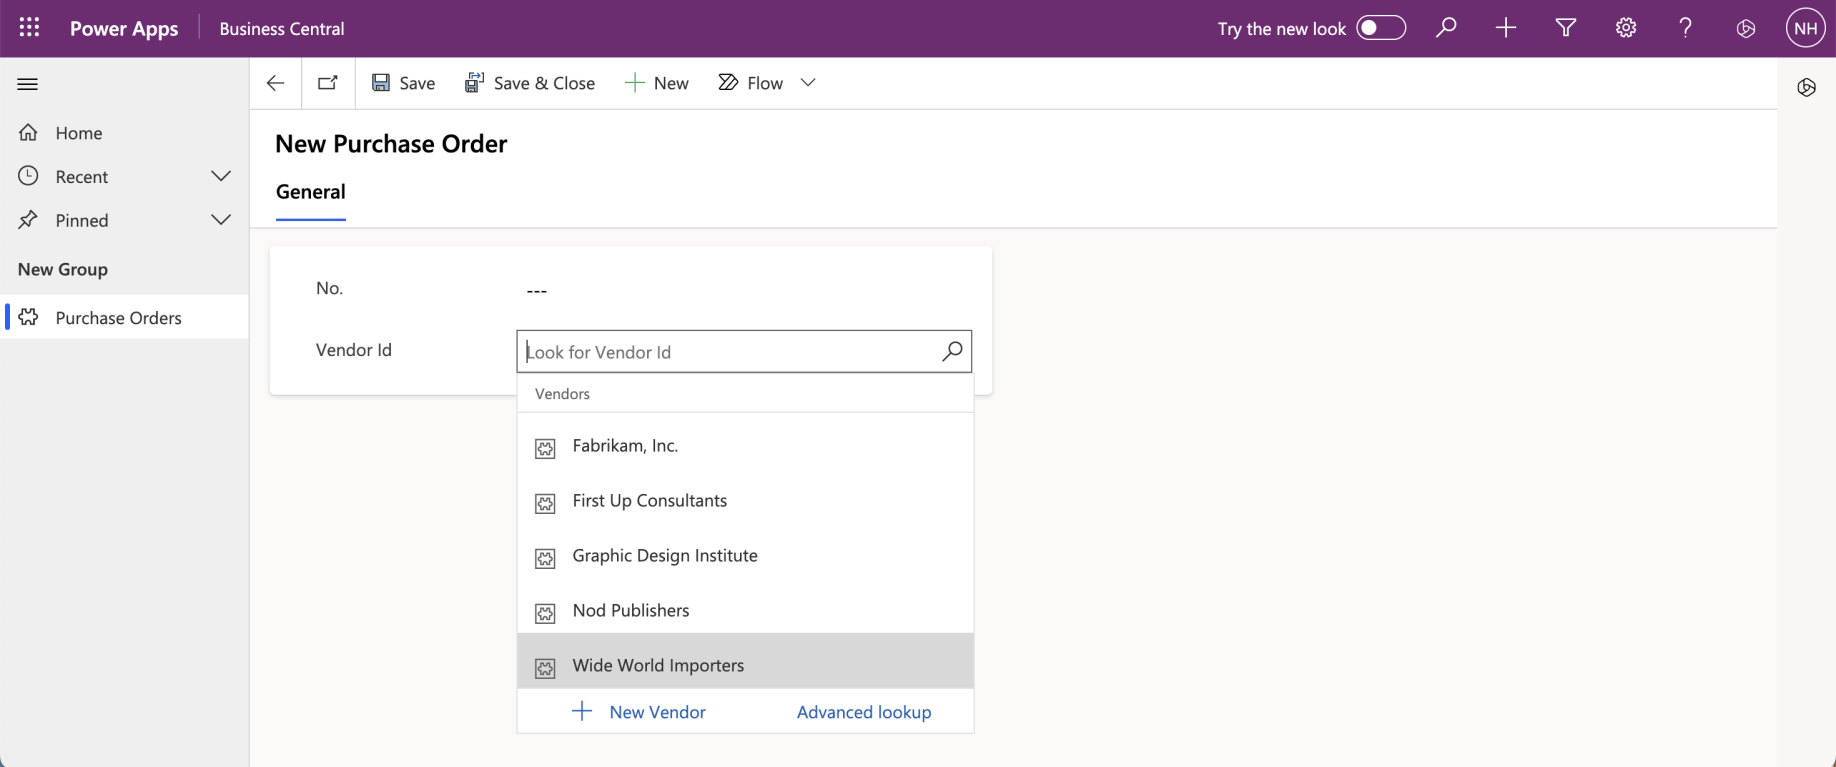 Power Apps
Business Central
Try the new look
?
NH
Save
Save & Close
New
Flow
Home
Recent
Pinned
New Group
Purchase Orders
New Purchase Order
General
No.
---
Vendor Id
Look for Vendor Id
Vendors
Fabrikam, Inc.
First Up Consultants
Graphic Design Institute
Nod Publishers
Wide World Importers
New Vendor
Advanced lookup